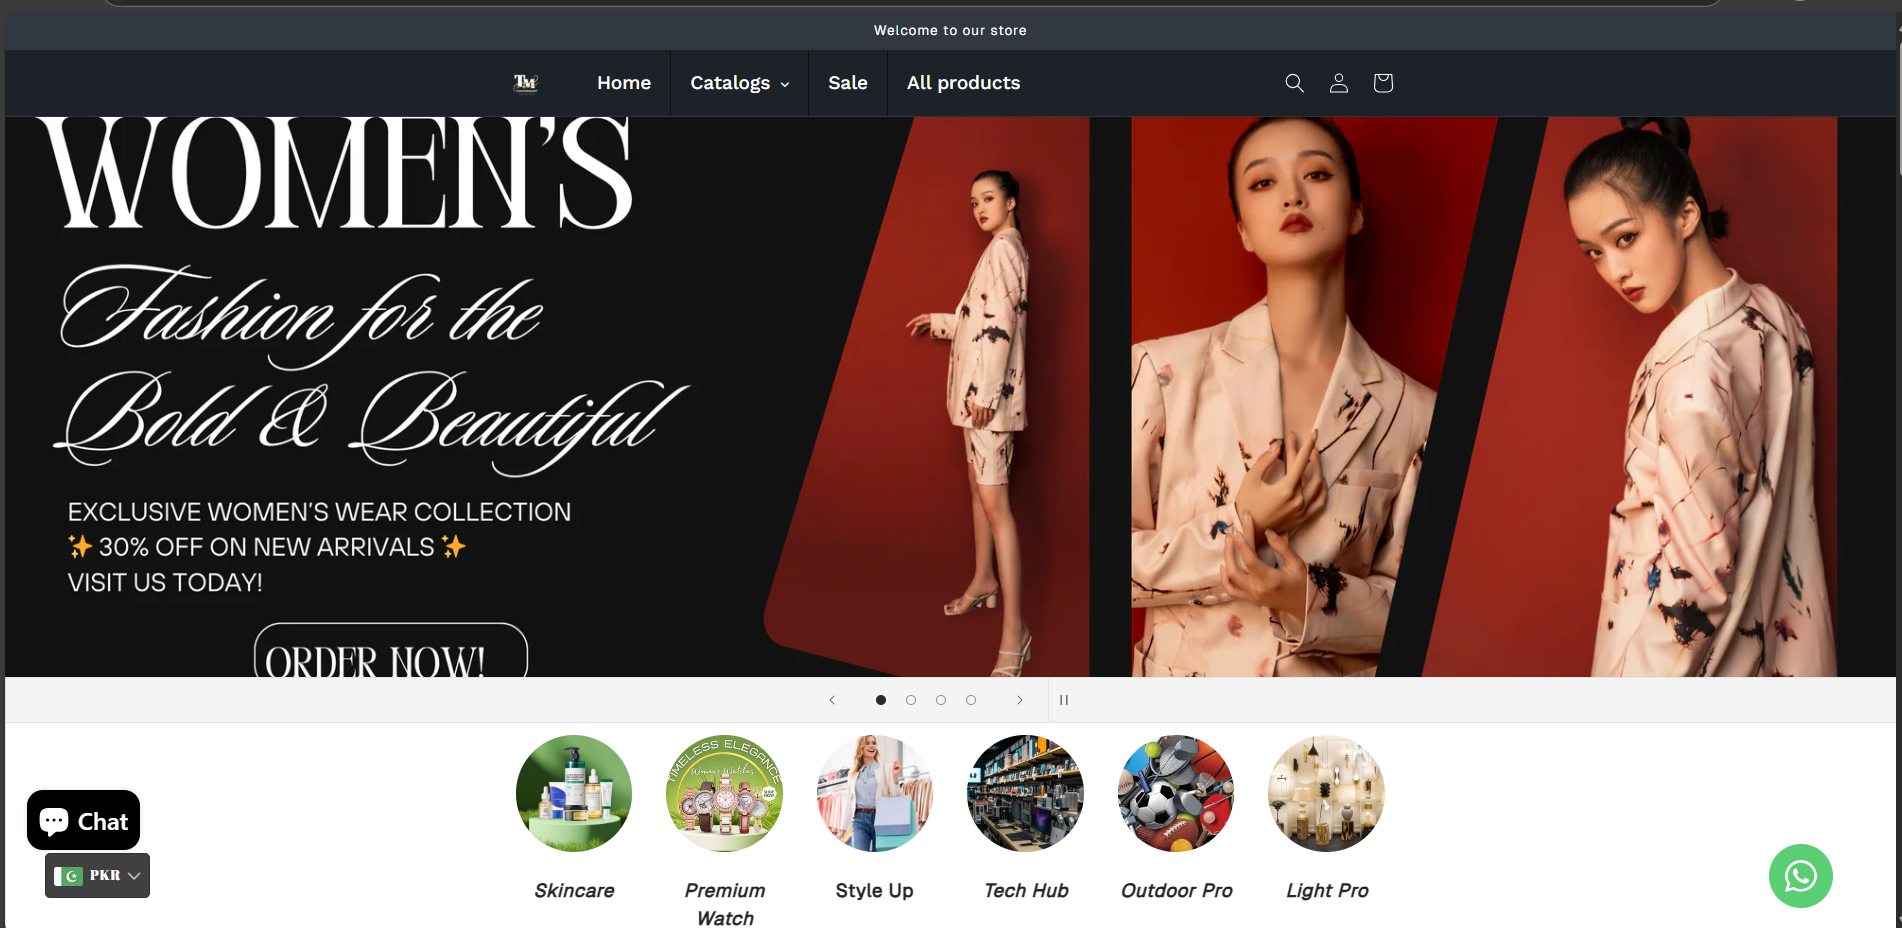 Welcome to our store
TM
Home
Catalogs
Sale
All products
WOMEN'S
Fashion for the
Bold & Beautiful
EXCLUSIVE WOMEN'S WEAR COLLECTION
✨ 30% OFF ON NEW ARRIVALS ✨
VISIT US TODAY!
ORDER NOW!
TIMELESS ELEGANCE
Women's Watches
SHOP NOW
Skincare
Premium
Watch
Style Up
Tech Hub
Outdoor Pro
Light Pro
Chat
PKR